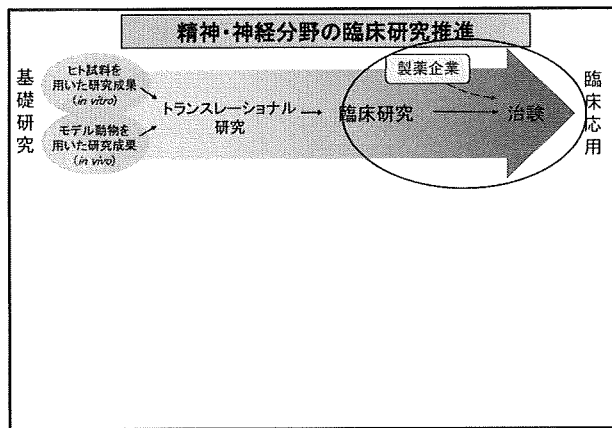 精神・神経分野の臨床研究推進
基礎研究
ヒト試料を
用いた研究成果
(in vitro)
モデル動物を
用いた研究成果
(in vivo)
トランスレーショナル
研究
臨床研究
製薬企業
治験
臨床応用